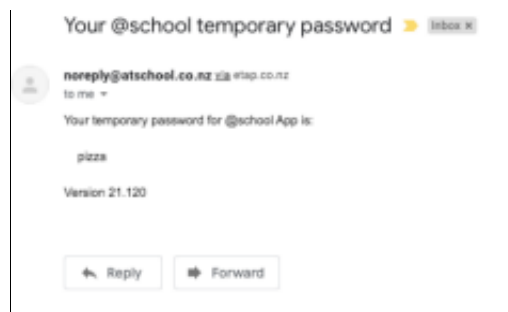 Your @school temporary password
Inbox x
noreply@atschool.co.nz via etap.co.nz
to me
Your temporary password for @school App is:
pizza
Version 21.120
Reply
Forward